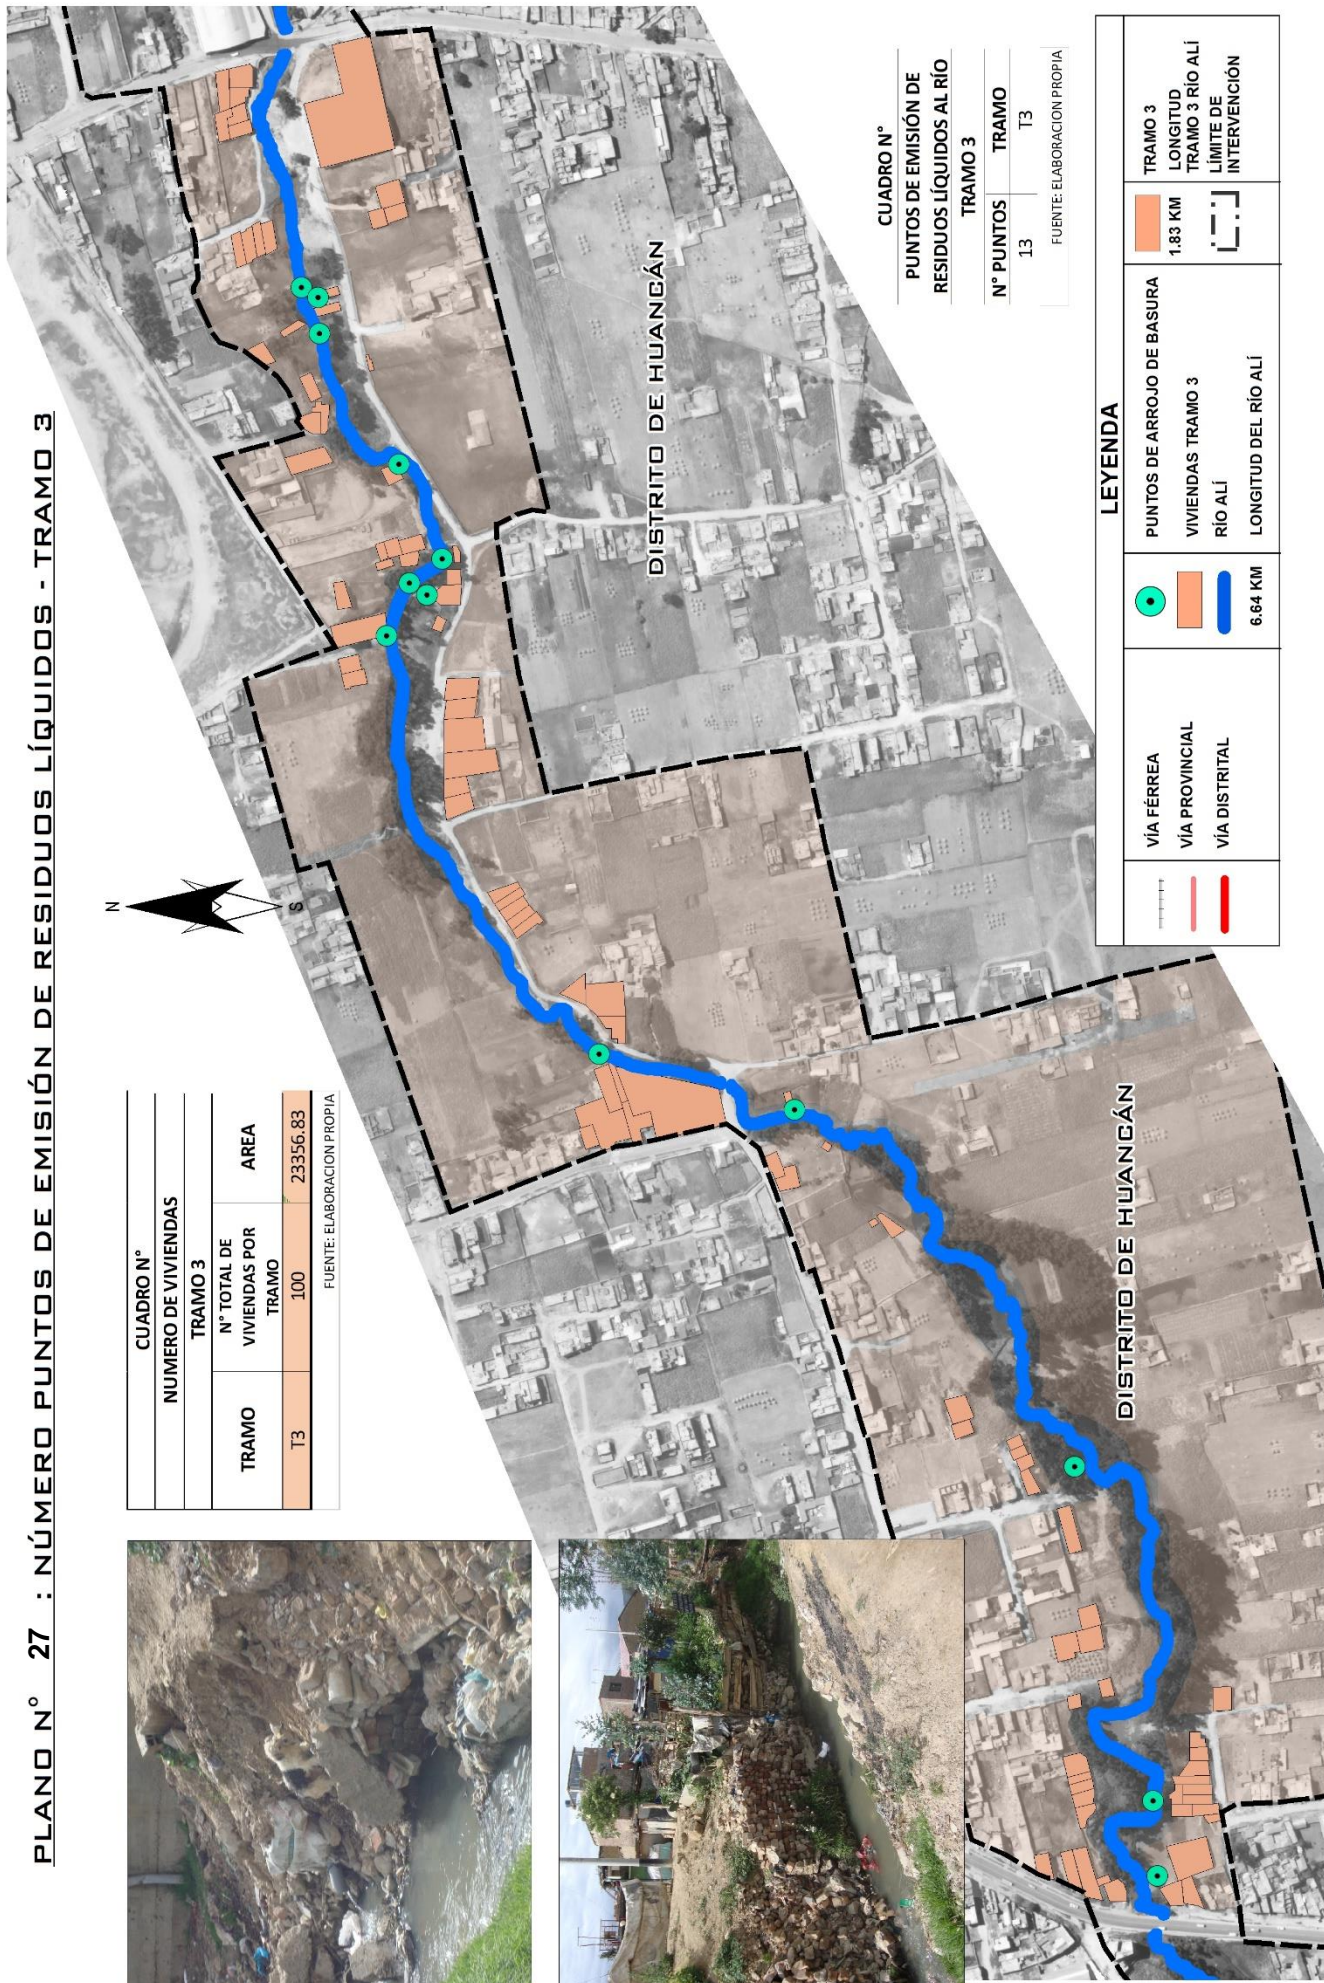 PLANO N° 27 : NÚMERO PUNTOS DE EMISIÓN DE RESIDUOS LÍQUIDOS - TRAMO 3
CUADRO N°
NUMERO DE VIVIENDAS
TRAMO 3
TRAMO
N° TOTAL DE
VIVIENDAS POR
TRAMO
AREA
T3 100 23356.83
FUENTE: ELABORACION PROPIA
N
S
DISTRITO DE HUANCÁN
DISTRITO DE HUANCÁN
CUADRO N°
PUNTOS DE EMISIÓN DE
RESIDUOS LÍQUIDOS AL RÍO
TRAMO 3
N° PUNTOS TRAMO
13 T3
FUENTE: ELABORACION PROPIA
LEYENDA
VÍA FÉRREA
VÍA PROVINCIAL
VÍA DISTRITAL
PUNTOS DE ARROJO DE BASURA
VIVIENDAS TRAMO 3
RÍO ALÍ
6.64 KM LONGITUD DEL RÍO ALÍ
TRAMO 3
1.83 KM LONGITUD
TRAMO 3 RÍO ALÍ
LÍMITE DE
INTERVENCIÓN